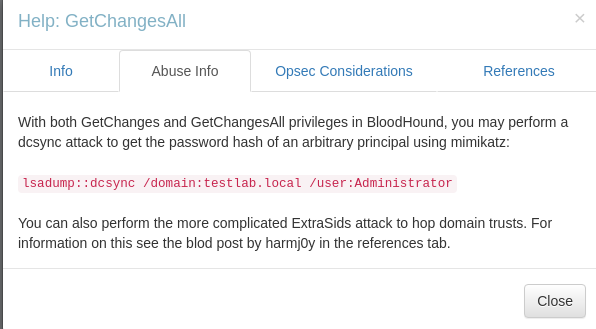 Help: GetChangesAll
×
Info
Abuse Info
Opsec Considerations
References
With both GetChanges and GetChangesAll privileges in BloodHound, you may perform a
dcsync attack to get the password hash of an arbitrary principal using mimikatz:
lsadump::dcsync /domain:testlab.local /user:Administrator
You can also perform the more complicated ExtraSids attack to hop domain trusts. For
information on this see the blod post by harmj0y in the references tab.
Close